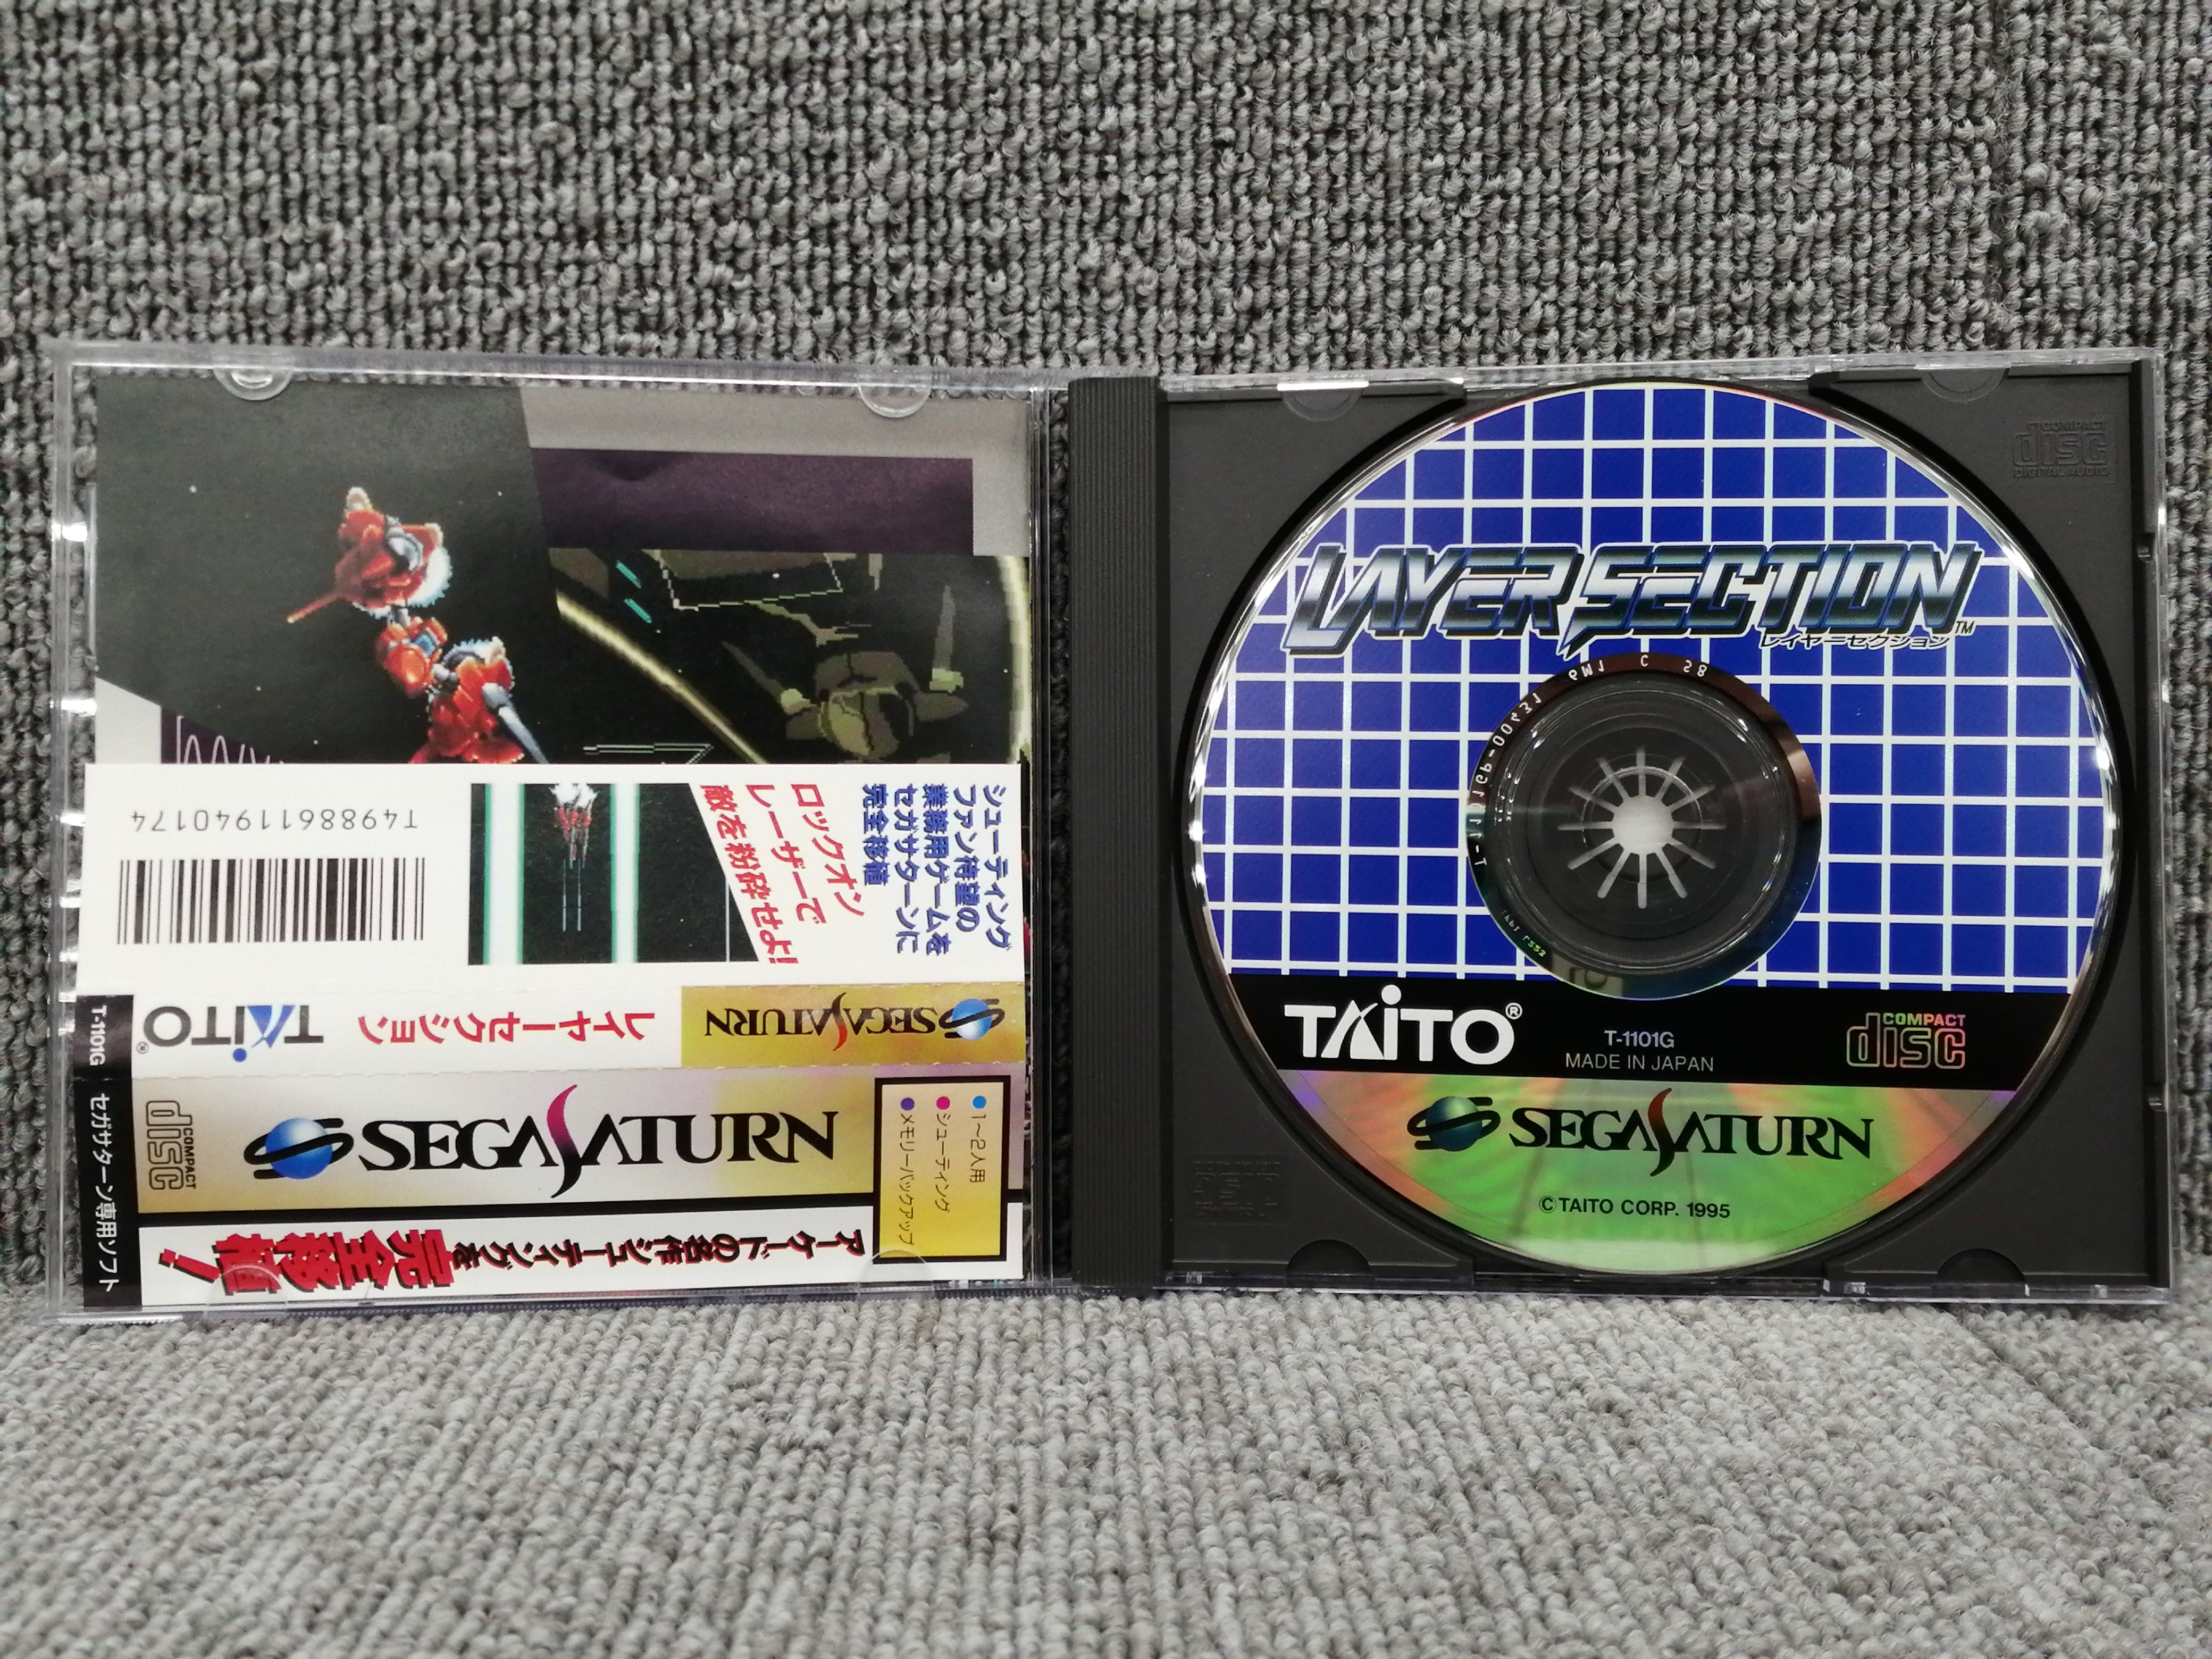 T4988611940174
シューティング
ファン待望の
業務用ゲームを
セガサターンに
完全移植
ロックオン
レーザーで
敵を粉砕せよ!
T-1101G
TAITO®
レイヤーセクション
SEGA SATURN
セガサターン専用ソフト
COMPACT
disc
SEGA SATURN
●1〜2人用
●シューティング
●メモリーバックアップ
アーケードの名作シューティングを
完全移植!
LAYER SECTION™
レイヤーセクション
TAITO®
T-1101G
MADE IN JAPAN
COMPACT
disc
SEGA SATURN
©TAITO CORP. 1995
COMPACT
disc
DIGITAL AUDIO